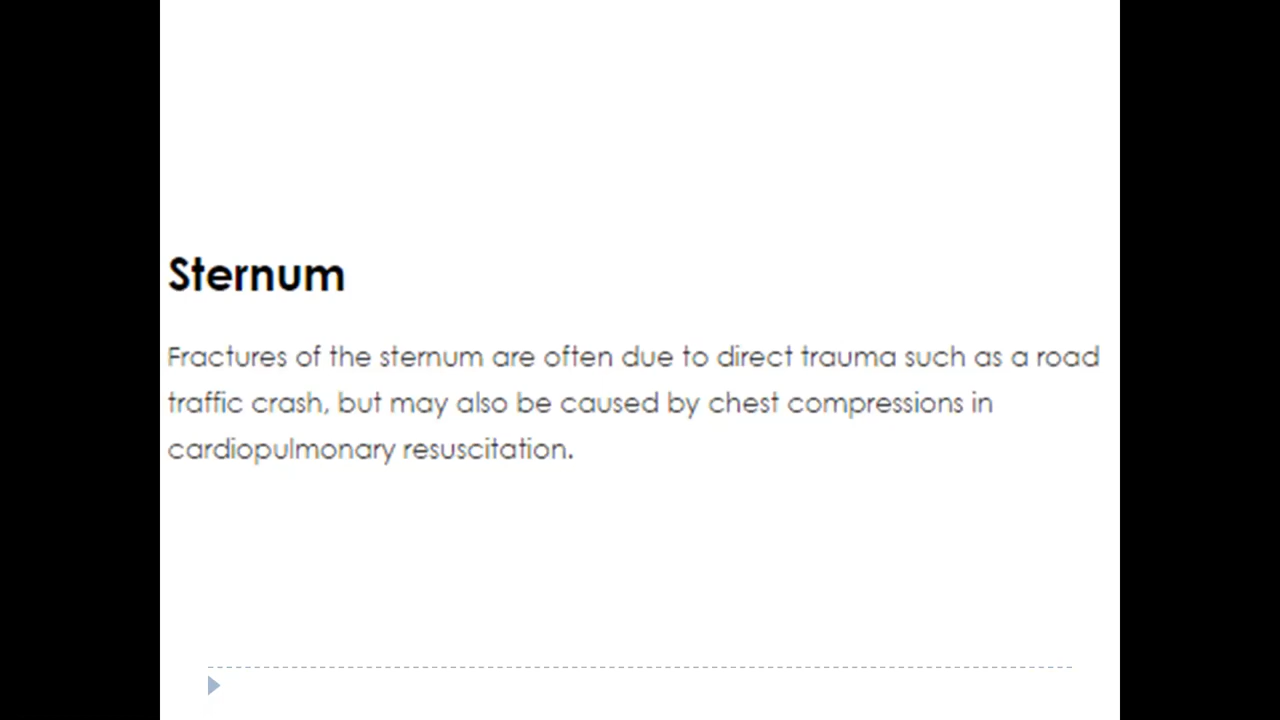 Sternum
Fractures of the sternum are often due to direct trauma such as a road
traffic crash, but may also be caused by chest compressions in
cardiopulmonary resuscitation.